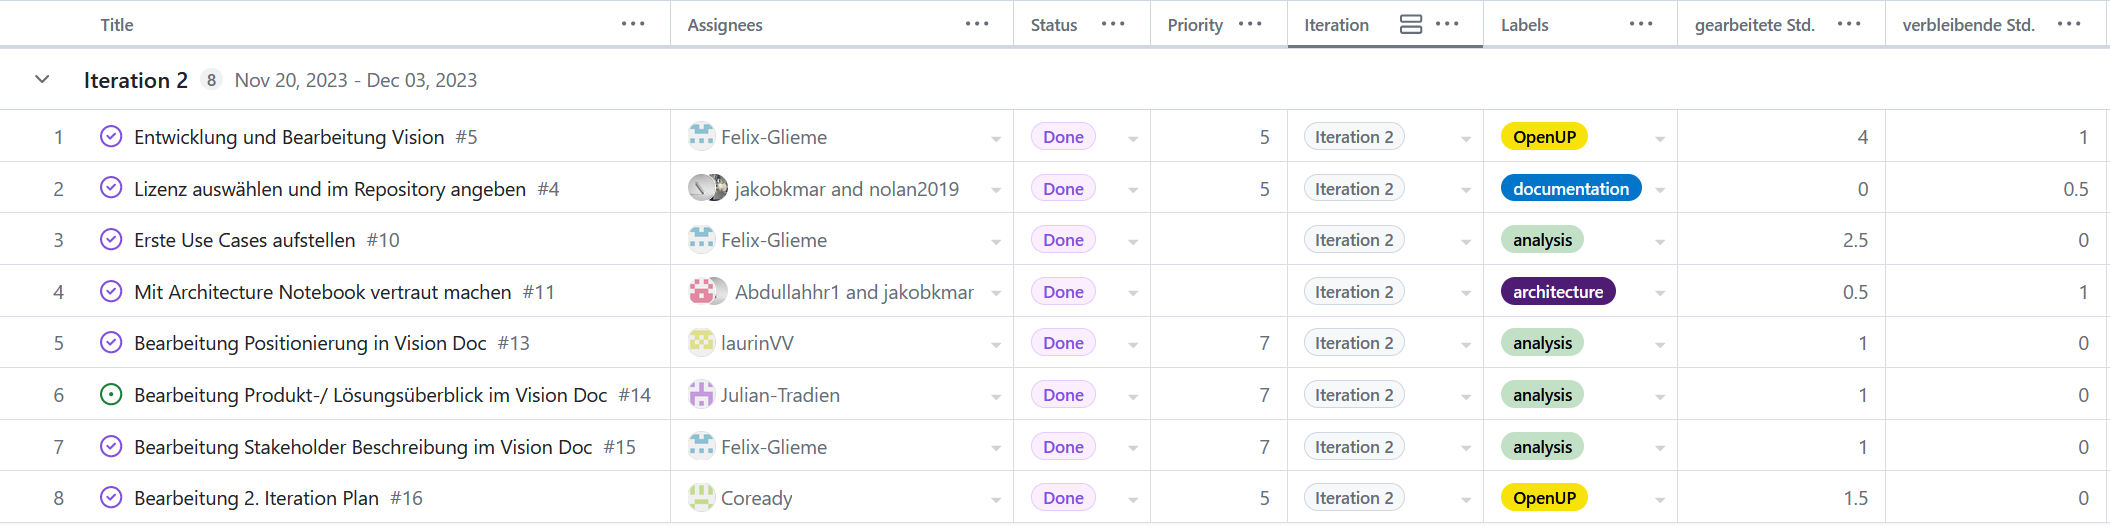 Title ... Assignees ... Status ... Priority ... Iteration ... Labels ... gearbeitete Std. ... verbleibende Std. ...
Iteration 2 8 Nov 20, 2023 - Dec 03, 2023
1 Entwicklung und Bearbeitung Vision #5 Felix-Glieme Done 5 Iteration 2 OpenUP 4 1
2 Lizenz auswählen und im Repository angeben #4 jakobkmar and nolan2019 Done 5 Iteration 2 documentation 0 0.5
3 Erste Use Cases aufstellen #10 Felix-Glieme Done Iteration 2 analysis 2.5 0
4 Mit Architecture Notebook vertraut machen #11 Abdullahhr1 and jakobkmar Done Iteration 2 architecture 0.5 1
5 Bearbeitung Positionierung in Vision Doc #13 laurinVV Done 7 Iteration 2 analysis 1 0
6 Bearbeitung Produkt-/ Lösungsüberblick im Vision Doc #14 Julian-Tradien Done 7 Iteration 2 analysis 1 0
7 Bearbeitung Stakeholder Beschreibung im Vision Doc #15 Felix-Glieme Done 7 Iteration 2 analysis 1 0
8 Bearbeitung 2. Iteration Plan #16 Coready Done 5 Iteration 2 OpenUP 1.5 0